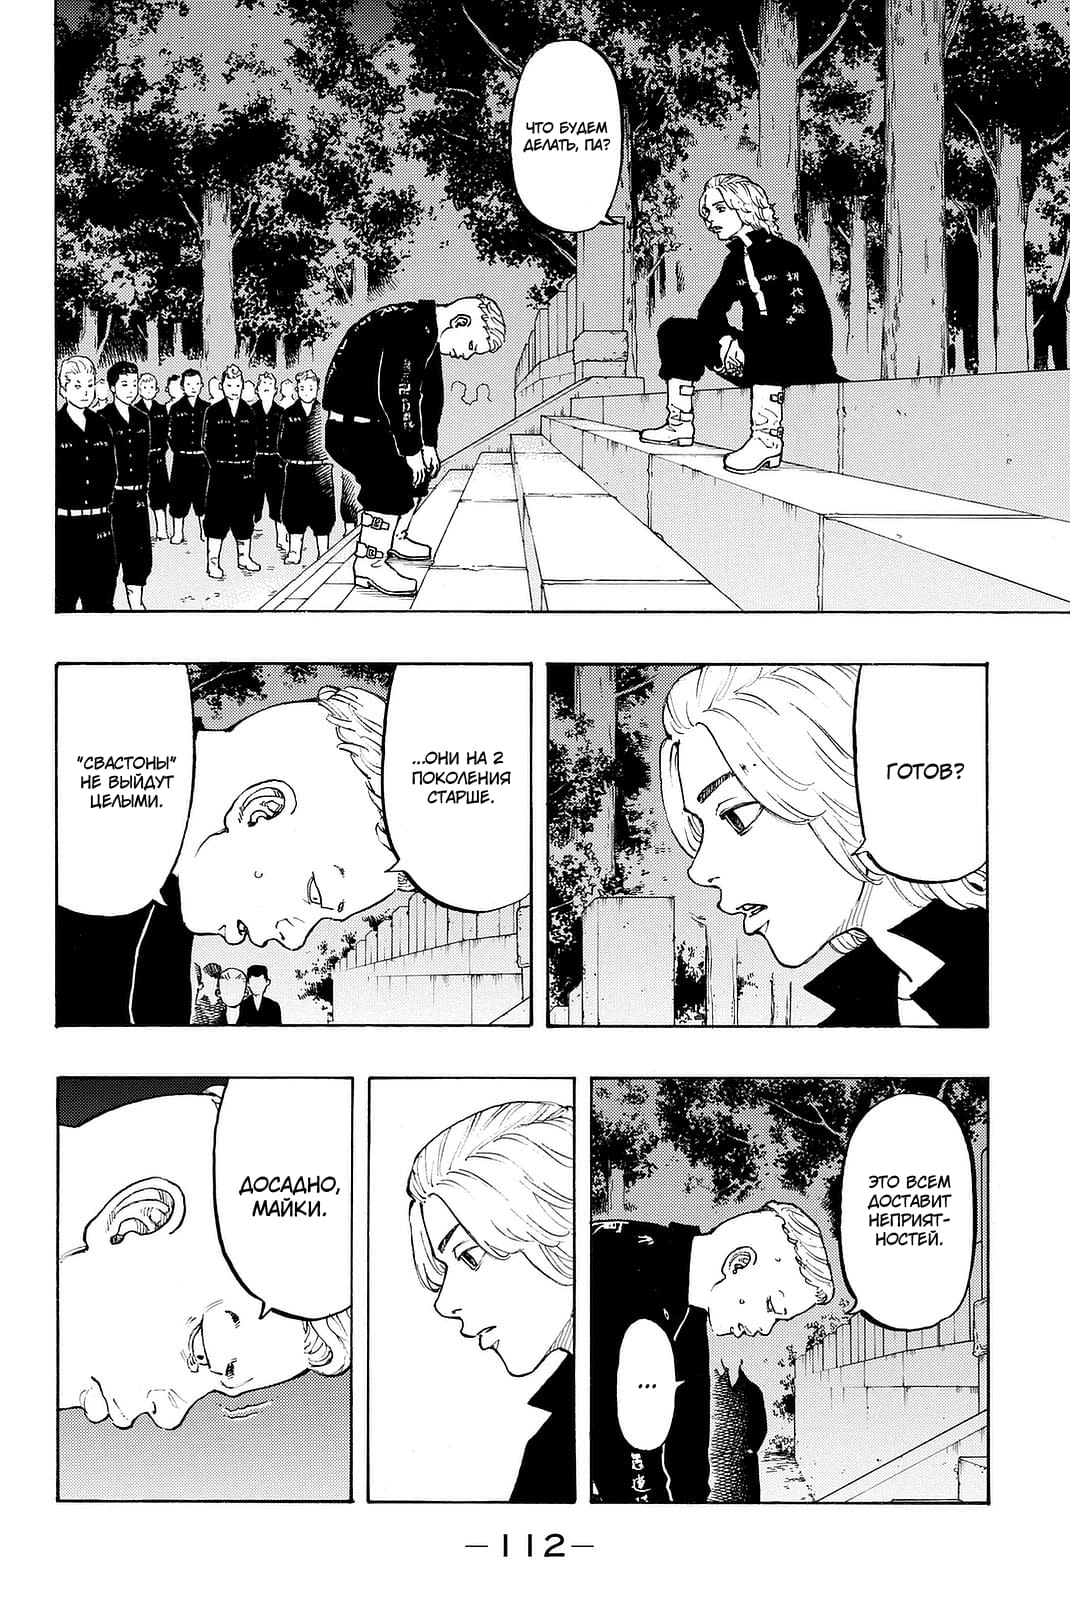 ЧТО БУДЕМ
ДЕЛАТЬ, ПА?
ГОТОВ?
...ОНИ НА 2
ПОКОЛЕНИЯ
СТАРШЕ.
"СВАСТОНЫ"
НЕ ВЫЙДУТ
ЦЕЛЫМИ.
ЭТО ВСЕМ
ДОСТАВИТ
НЕПРИЯТ-
НОСТЕЙ.
...
ДОСАДНО,
МАЙКИ.
—112—